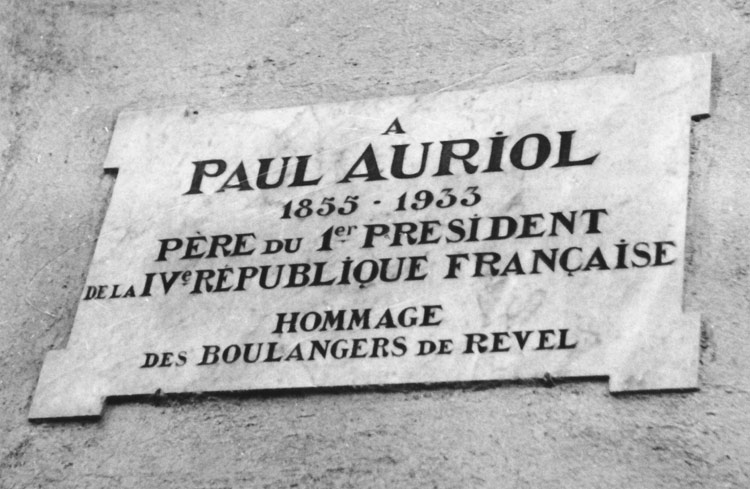 A
PAUL AURIOL
1855 - 1933
PÈRE DU 1er PRESIDENT
DE LA IVe RÉPUBLIQUE FRANÇAISE
HOMMAGE
DES BOULANGERS DE REVEL